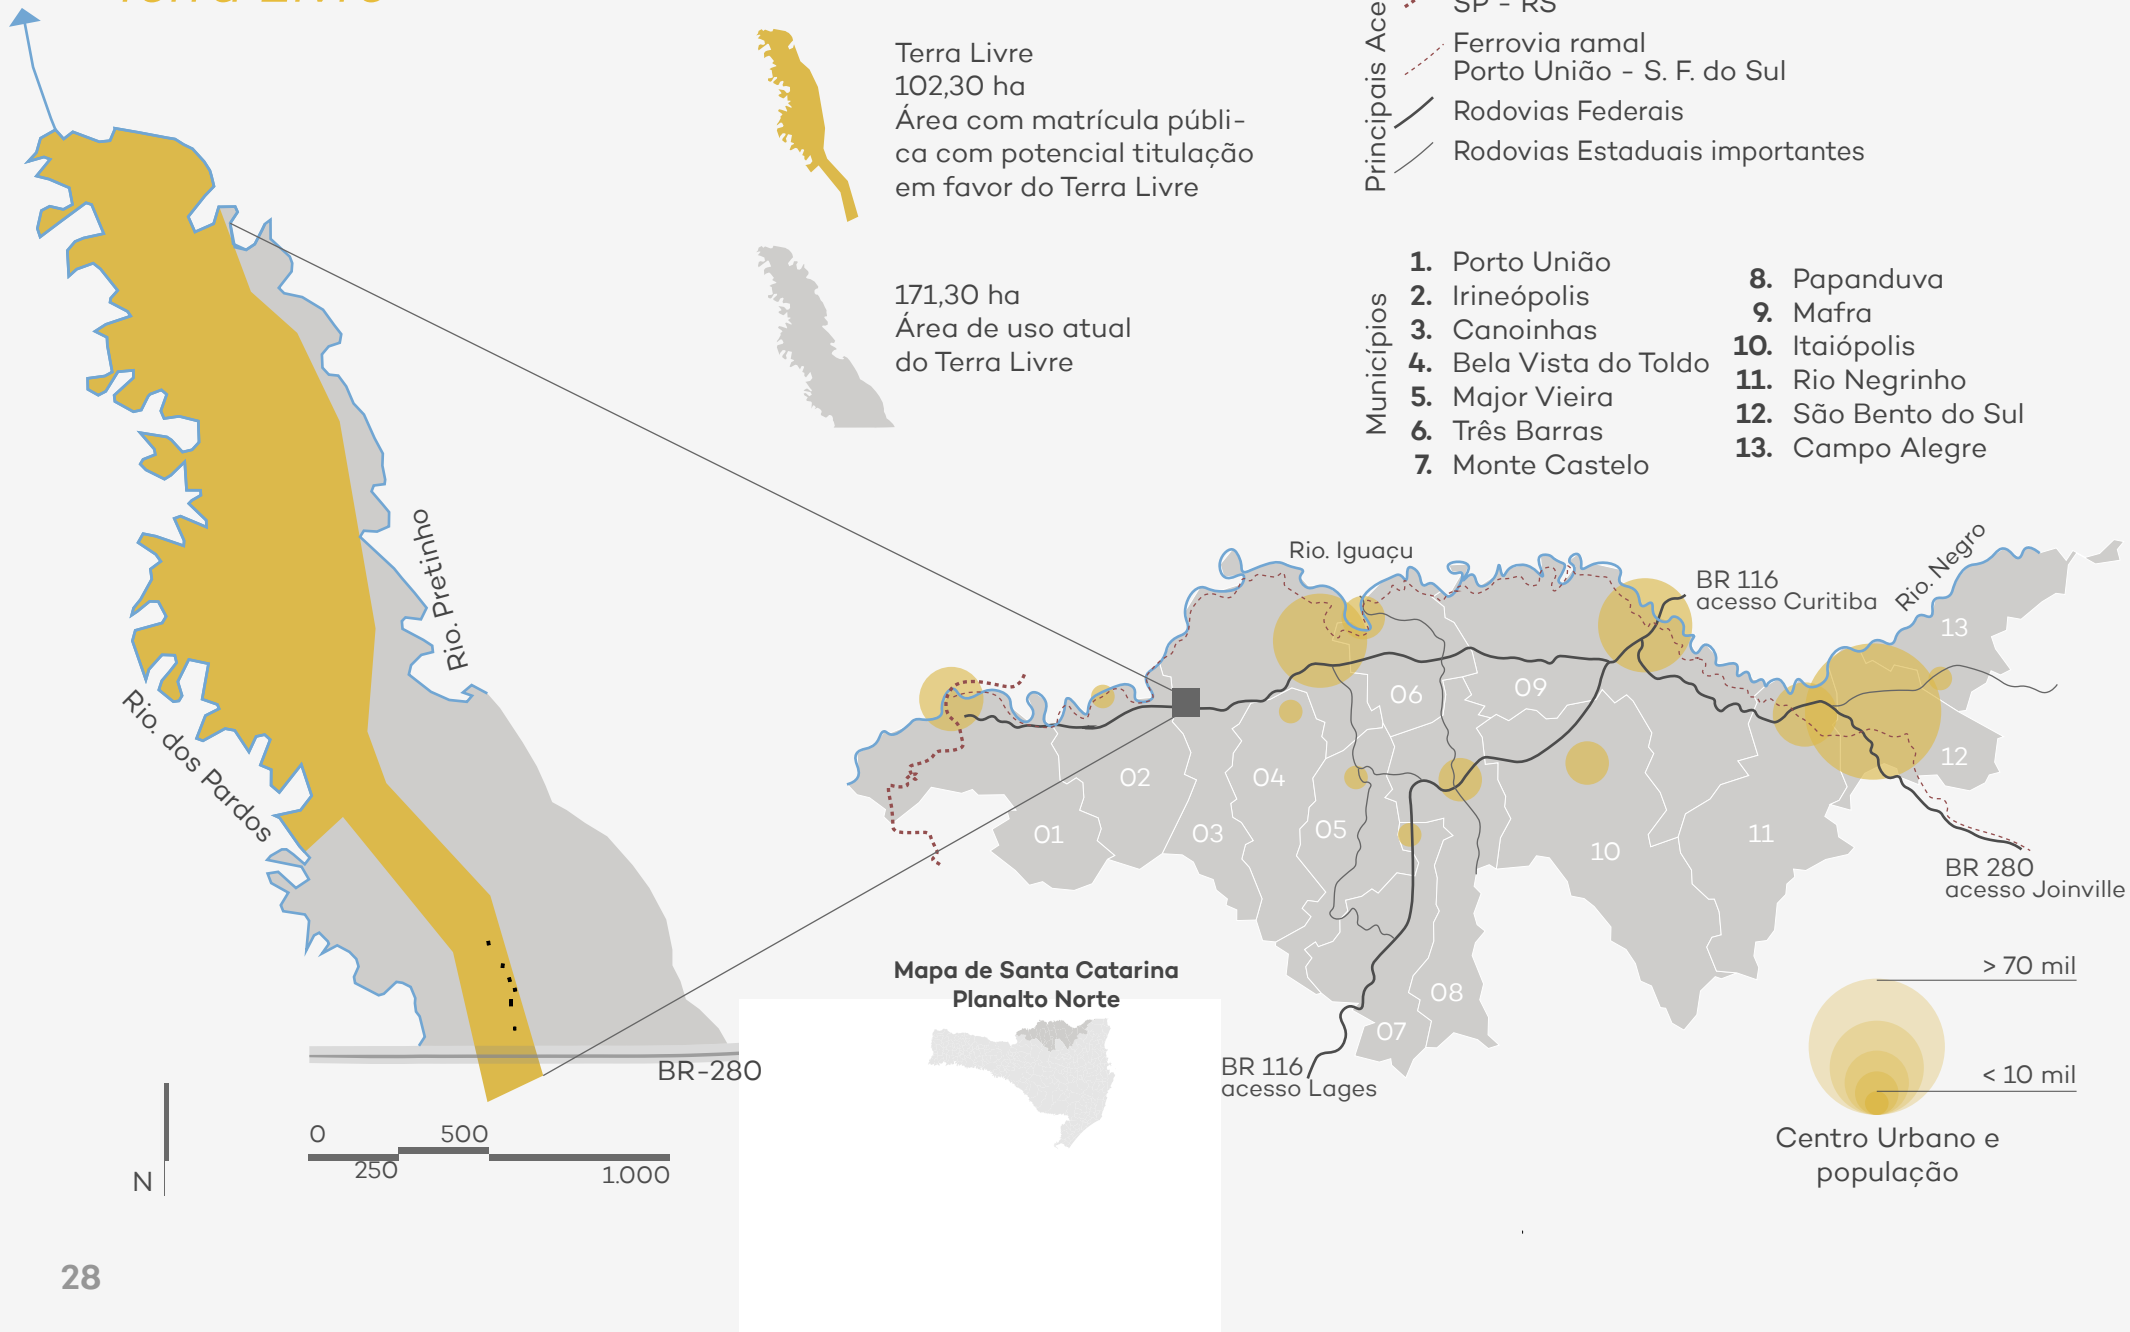 Terra Livre
Terra Livre
102,30 ha
Área com matrícula públi-
ca com potencial titulação
em favor do Terra Livre
171,30 ha
Área de uso atual
do Terra Livre
Principais Ace
SP - RS
Ferrovia ramal
Porto União - S. F. do Sul
Rodovias Federais
Rodovias Estaduais importantes
Municípios
1. Porto União
2. Irineópolis
3. Canoinhas
4. Bela Vista do Toldo
5. Major Vieira
6. Três Barras
7. Monte Castelo
8. Papanduva
9. Mafra
10. Itaiópolis
11. Rio Negrinho
12. São Bento do Sul
13. Campo Alegre
Rio. Pretinho
Rio. dos Pardos
BR-280
0
500
250
1.000
N
Rio. Iguaçu
BR 116
acesso Curitiba
Rio. Negro
13
06
09
02
04
12
01
03
05
10
11
08
07
BR 280
acesso Joinville
BR 116
acesso Lages
Mapa de Santa Catarina
Planalto Norte
> 70 mil
< 10 mil
Centro Urbano e
população
28